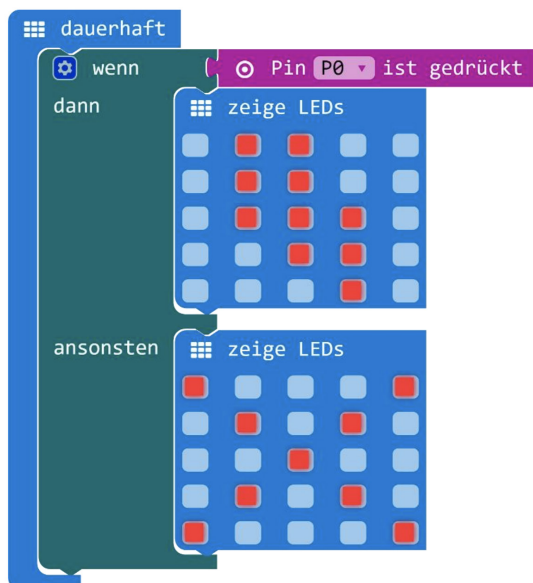 dauerhaft
wenn Pin P0 ist gedrückt
dann zeige LEDs
ansonsten zeige LEDs